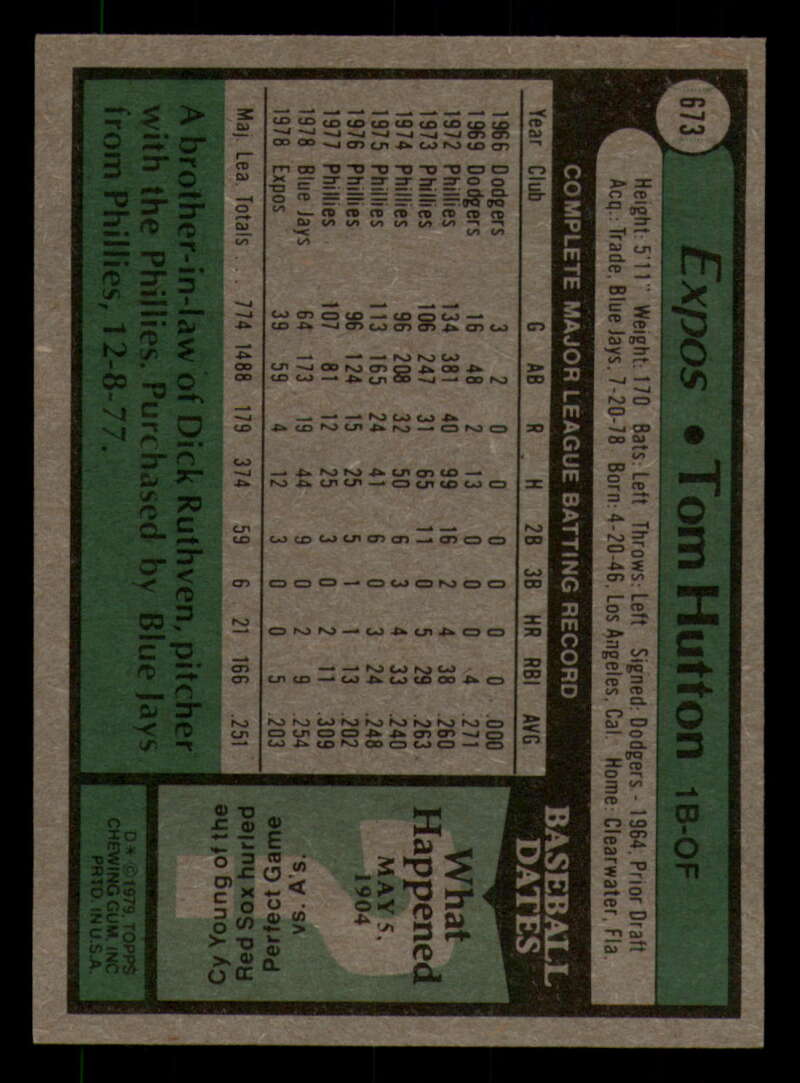 673
Expos • Tom Hutton 1B-OF
Height: 5'11" Weight: 170 Bats: Left Throws: Left Signed: Dodgers - 1964, Prior Draft
Acq.: Trade, Blue Jays, 7-20-78 Born: 4-20-46, Los Angeles, Cal. Home: Clearwater, Fla.
COMPLETE MAJOR LEAGUE BATTING RECORD
Year Club G AB R H 2B 3B HR RBI AVG
1966 Dodgers 3 2 0 0 0 0 0 0 .000
1969 Dodgers 16 48 2 13 0 0 0 4 .271
1972 Phillies 134 381 40 99 16 2 4 38 .260
1973 Phillies 106 247 31 65 11 0 5 29 .263
1974 Phillies 96 208 32 50 6 3 4 33 .240
1975 Phillies 113 165 24 41 6 0 3 24 .248
1976 Phillies 96 124 15 25 5 1 1 13 .202
1977 Phillies 107 81 12 25 3 0 2 11 .309
1978 Blue Jays 64 173 19 44 9 0 2 9 .254
1978 Expos 39 59 4 12 3 0 0 5 .203
Maj. Lea. Totals ... 774 1488 179 374 59 6 21 166 .251
A brother-in-law of Dick Ruthven, pitcher
with the Phillies. Purchased by Blue Jays
from Phillies, 12-8-77.
BASEBALL
DATES
What
Happened
MAY 5,
1904
Cy Young of the
Red Sox hurled
Perfect Game
vs. A's.
D* ©1979, TOPPS
CHEWING GUM, INC.
PRTD. IN U.S.A.